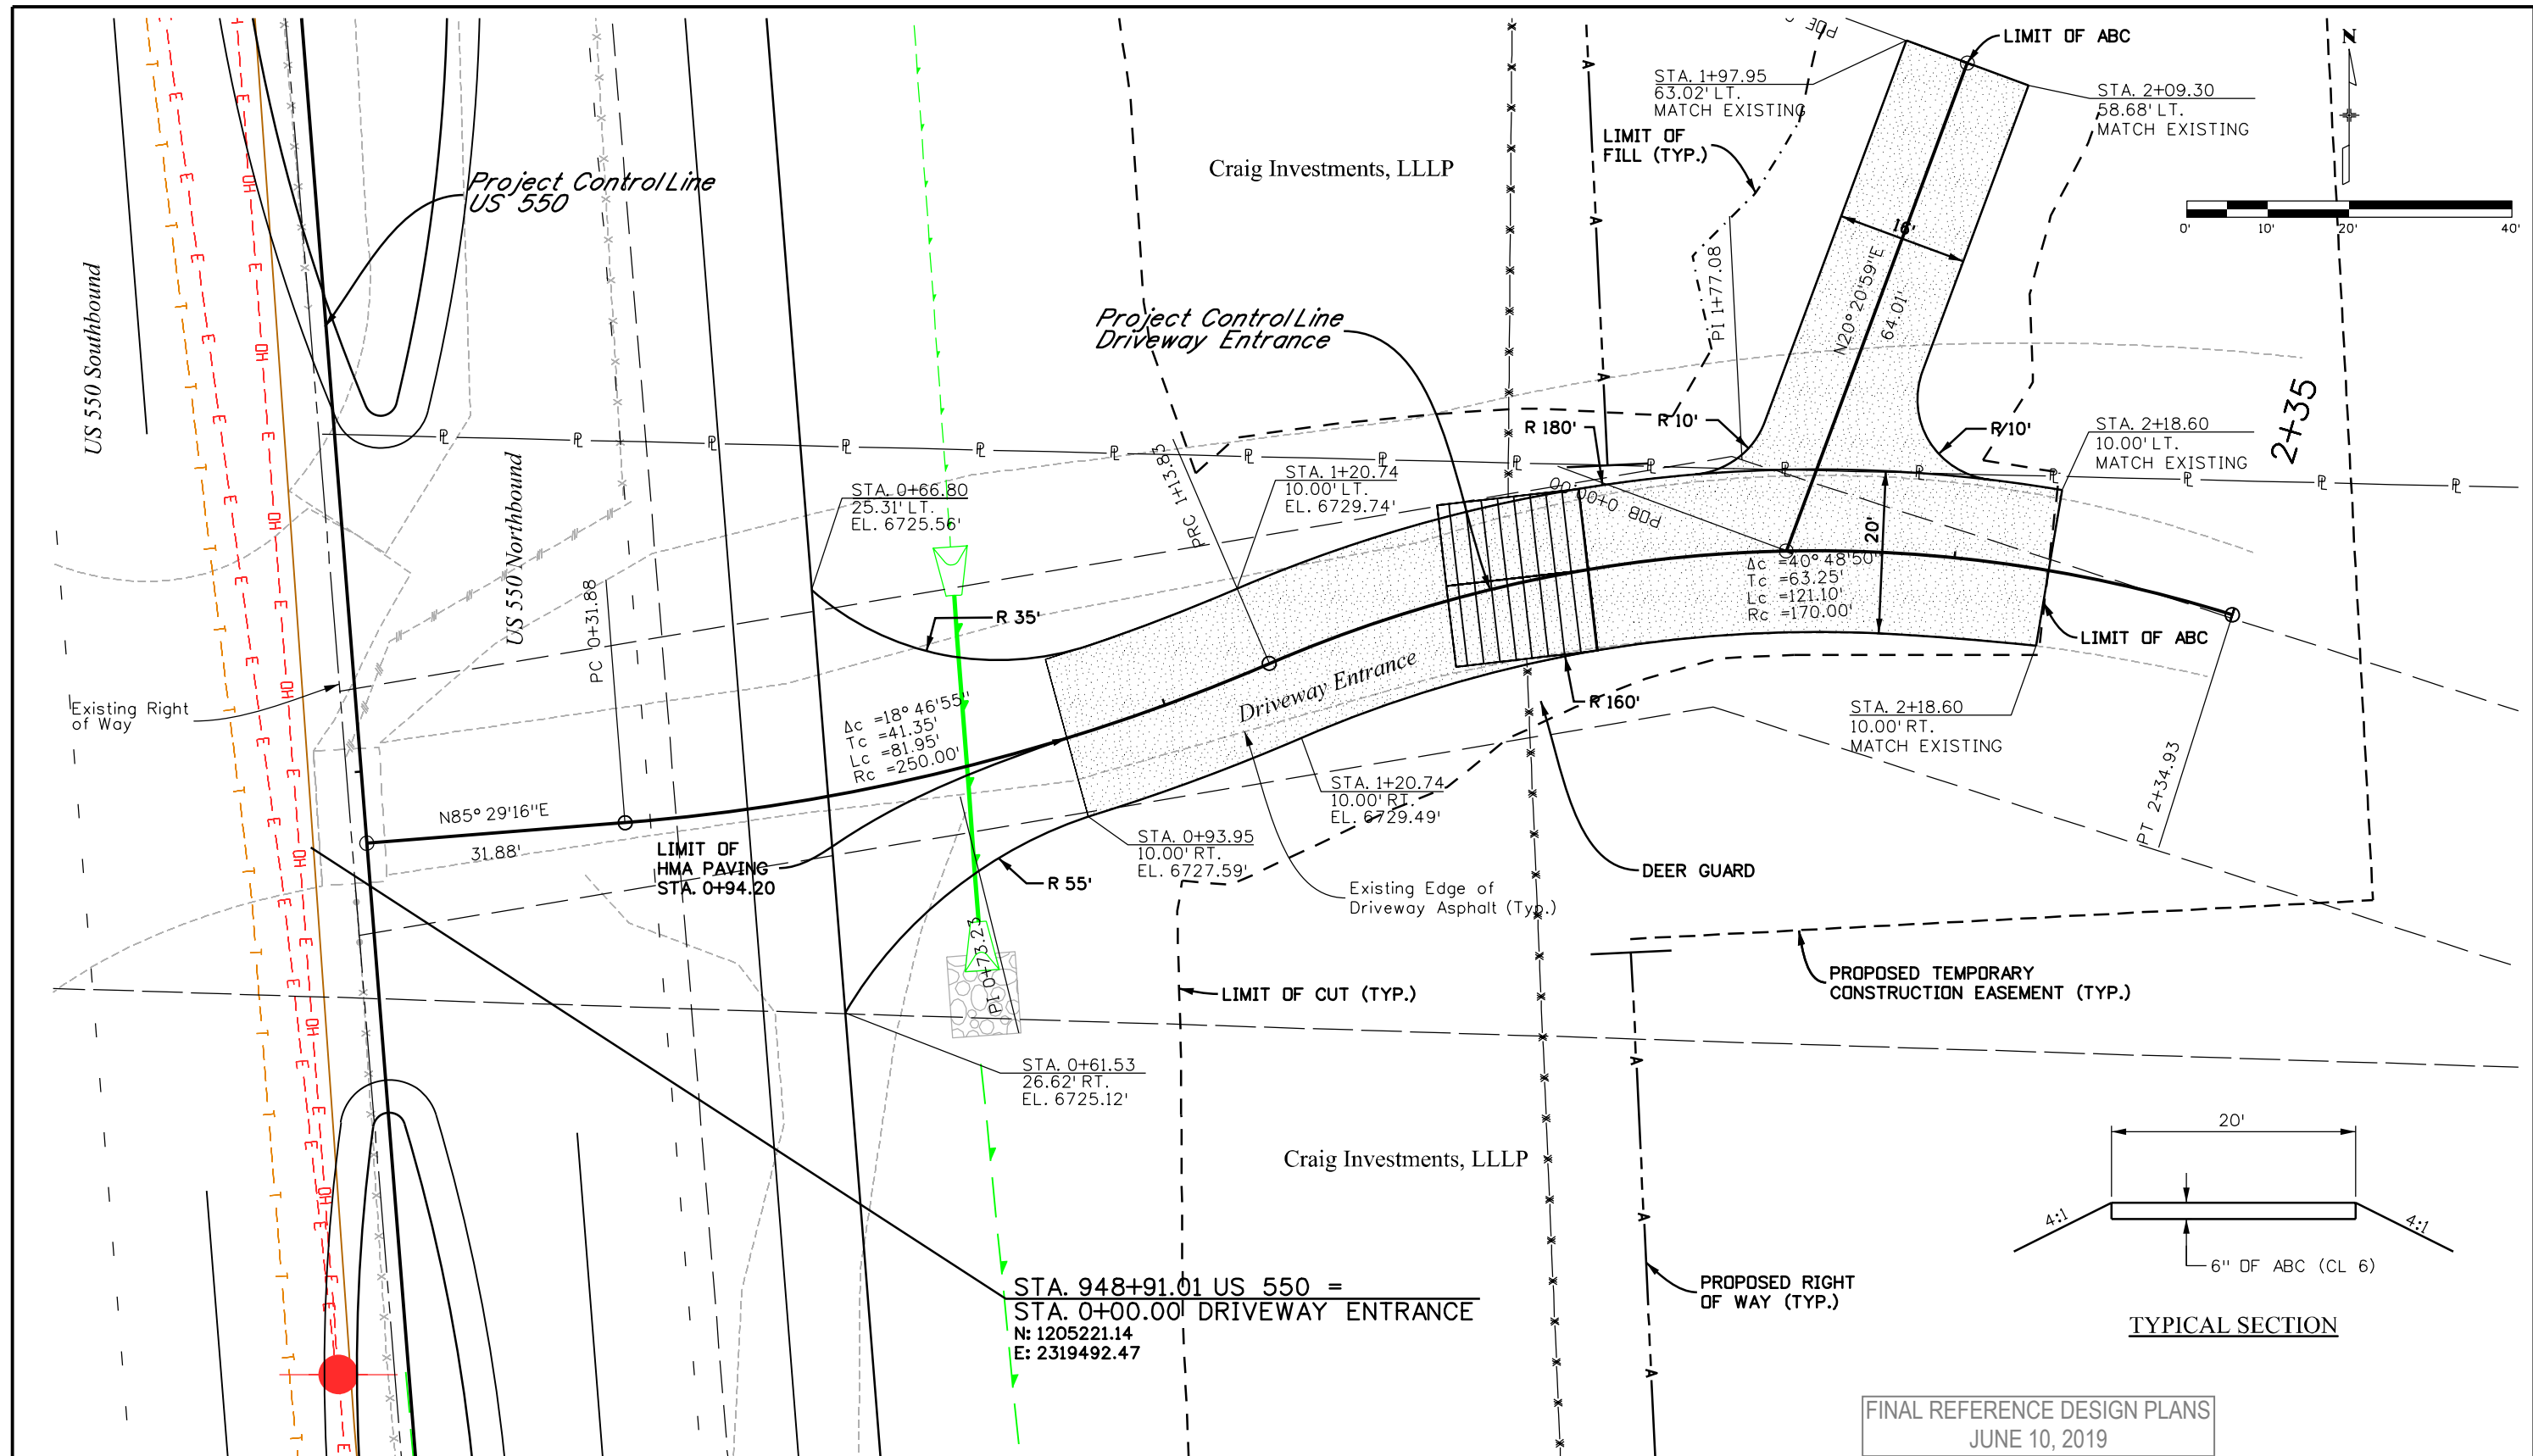 LIMIT OF ABC
STA. 1+97.95
63.02' LT.
MATCH EXISTING
STA. 2+09.30
58.68' LT.
MATCH EXISTING
N
0'
10'
20'
40'
LIMIT OF
FILL (TYP.)
Craig Investments, LLLP
Project Control Line
US 550
US 550 Southbound
16'
N20° 20'59"E
64.01'
PI 1+77.08
Project Control Line
Driveway Entrance
R 10'
R 10'
R 180'
STA. 2+18.60
10.00' LT.
MATCH EXISTING
2+35
PRC 1+13.83
STA. 1+20.74
10.00' LT.
EL. 6729.74'
STA. 0+66.80
25.31' LT.
EL. 6725.56'
US 550 Northbound
POB 0+00.00
20'
Δc =40° 48'50"
Tc =63.25'
Lc =121.10'
Rc =170.00'
PC 0+31.88
R 35'
LIMIT OF ABC
Existing Right
of Way
Driveway Entrance
R 160'
Δc =18° 46'55"
Tc =41.35'
Lc =81.95'
Rc =250.00'
STA. 2+18.60
10.00' RT.
MATCH EXISTING
PT 2+34.93
N85° 29'16"E
31.88'
STA. 1+20.74
10.00' RT.
EL. 6729.49'
LIMIT OF
HMA PAVING
STA. 0+94.20
STA. 0+93.95
10.00' RT.
EL. 6727.59'
R 55'
DEER GUARD
Existing Edge of
Driveway Asphalt (Typ.)
PI 0+73.23
LIMIT OF CUT (TYP.)
PROPOSED TEMPORARY
CONSTRUCTION EASEMENT (TYP.)
STA. 0+61.53
26.62' RT.
EL. 6725.12'
Craig Investments, LLLP
20'
4:1
4:1
6" OF ABC (CL 6)
TYPICAL SECTION
STA. 948+91.01 US 550 =
STA. 0+00.00 DRIVEWAY ENTRANCE
N: 1205221.14
E: 2319492.47
PROPOSED RIGHT
OF WAY (TYP.)
FINAL REFERENCE DESIGN PLANS
JUNE 10, 2019